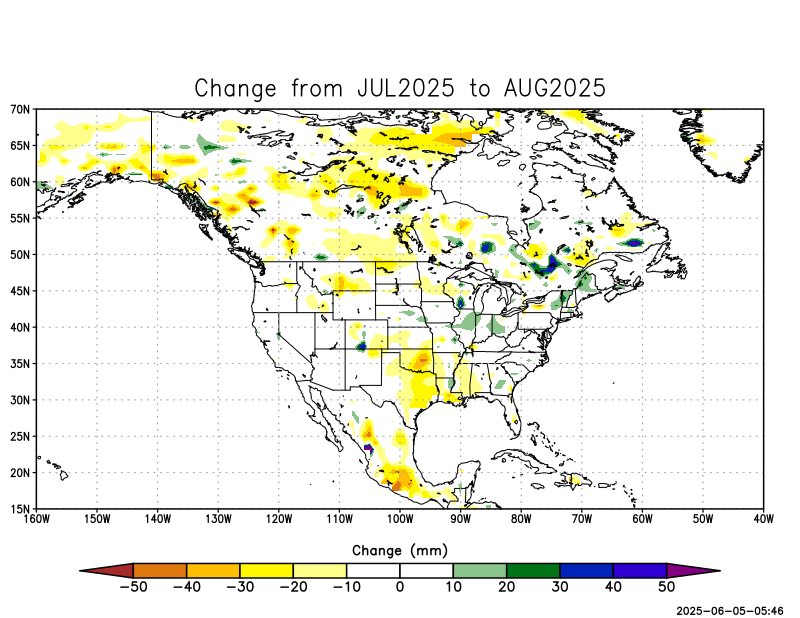 Change from JUL2025 to AUG2025
70N
65N
60N
55N
50N
45N
40N
35N
30N
25N
20N
15N
160W 150W 140W 130W 120W 110W 100W 90W 80W 70W 60W 50W 40W
Change (mm)
−50 −40 −30 −20 −10 0 10 20 30 40 50
2025-06-05-05:46